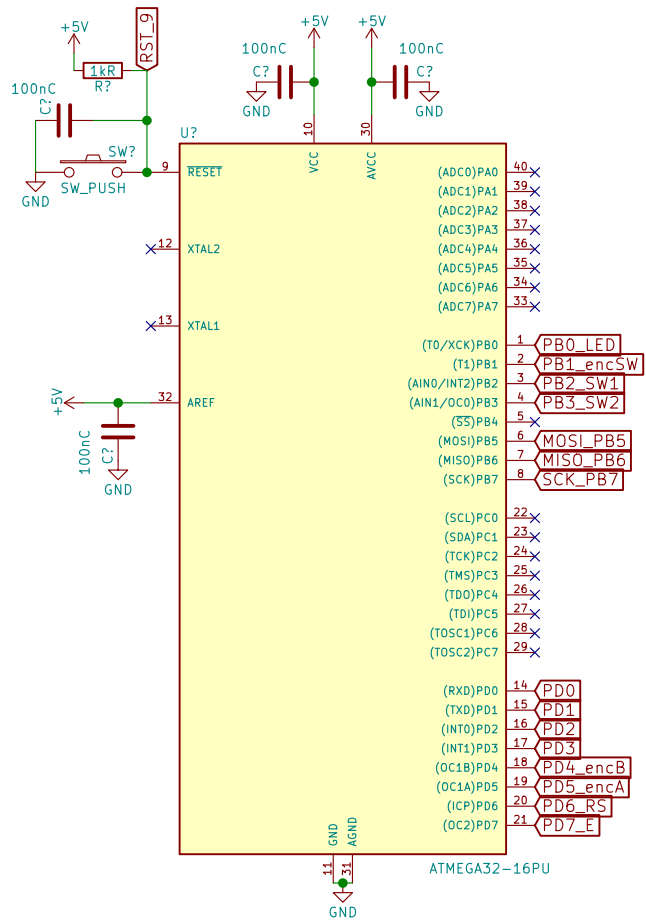 RST_9
+5V
+5V
+5V
1kR
R?
100nC
C?
100nC
C?
100nC
C?
GND
GND
SW?
SW_PUSH
GND
U?
10
30
VCC
AVCC
9 RESET
12 XTAL2
13 XTAL1
+5V
32 AREF
100nC
C?
GND
(ADC0)PA0 40
(ADC1)PA1 39
(ADC2)PA2 38
(ADC3)PA3 37
(ADC4)PA4 36
(ADC5)PA5 35
(ADC6)PA6 34
(ADC7)PA7 33
(T0/XCK)PB0 1 PB0_LED
(T1)PB1 2 PB1_encSW
(AIN0/INT2)PB2 3 PB2_SW1
(AIN1/OC0)PB3 4 PB3_SW2
(SS)PB4 5
(MOSI)PB5 6 MOSI_PB5
(MISO)PB6 7 MISO_PB6
(SCK)PB7 8 SCK_PB7
(SCL)PC0 22
(SDA)PC1 23
(TCK)PC2 24
(TMS)PC3 25
(TDO)PC4 26
(TDI)PC5 27
(TOSC1)PC6 28
(TOSC2)PC7 29
(RXD)PD0 14 PD0
(TXD)PD1 15 PD1
(INT0)PD2 16 PD2
(INT1)PD3 17 PD3
(OC1B)PD4 18 PD4_encB
(OC1A)PD5 19 PD5_encA
(ICP)PD6 20 PD6_RS
(OC2)PD7 21 PD7_E
GND
AGND
11
31
ATMEGA32-16PU
GND